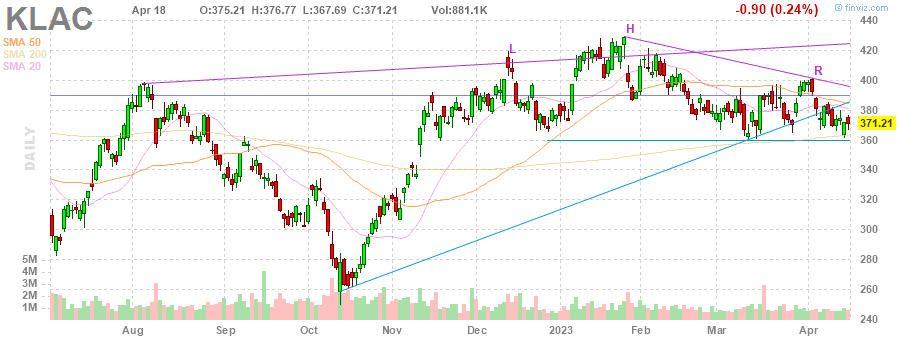 KLAC Apr 18 O:375.21 H:376.77 L:367.69 C:371.21 Vol:881.1K -0.90 (0.24%) © finviz.com
SMA 50
SMA 200
SMA 20
DAILY
L
H
R
440
420
400
380
371.21
360
340
320
300
280
260
240
5M
4M
3M
2M
1M
Aug Sep Oct Nov Dec 2023 Feb Mar Apr